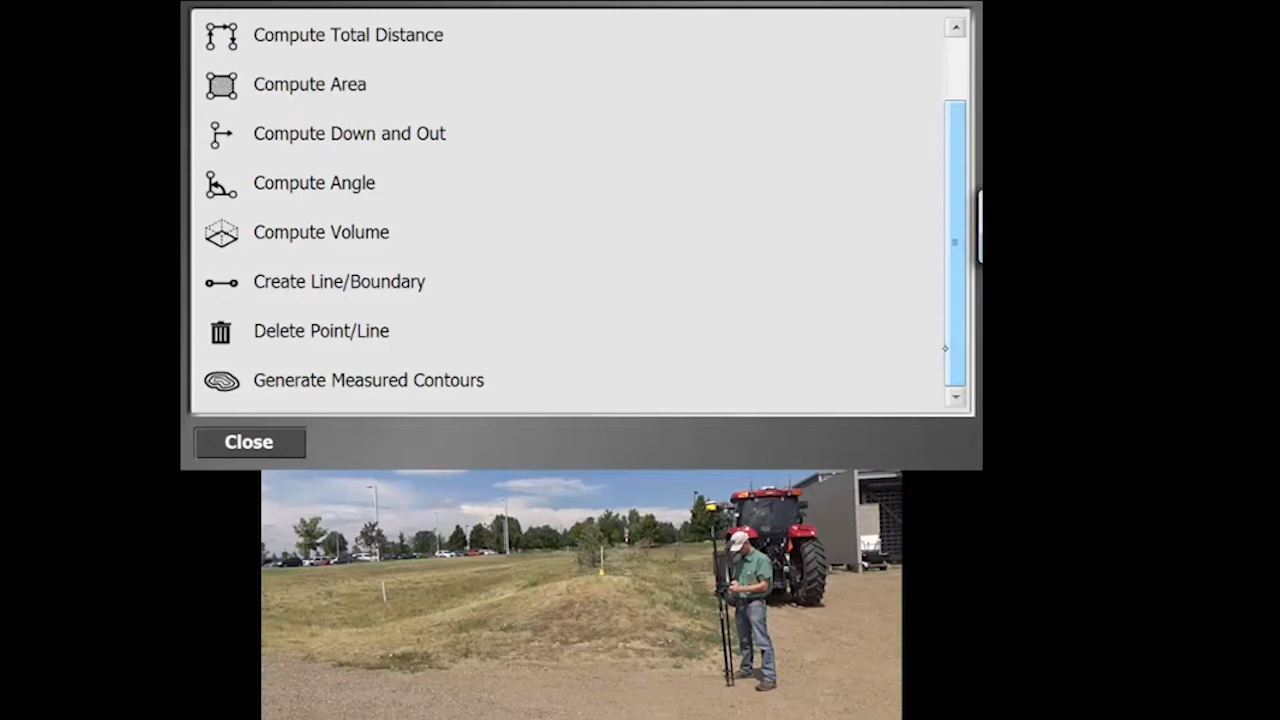 Compute Total Distance
Compute Area
Compute Down and Out
Compute Angle
Compute Volume
Create Line/Boundary
Delete Point/Line
Generate Measured Contours
Close